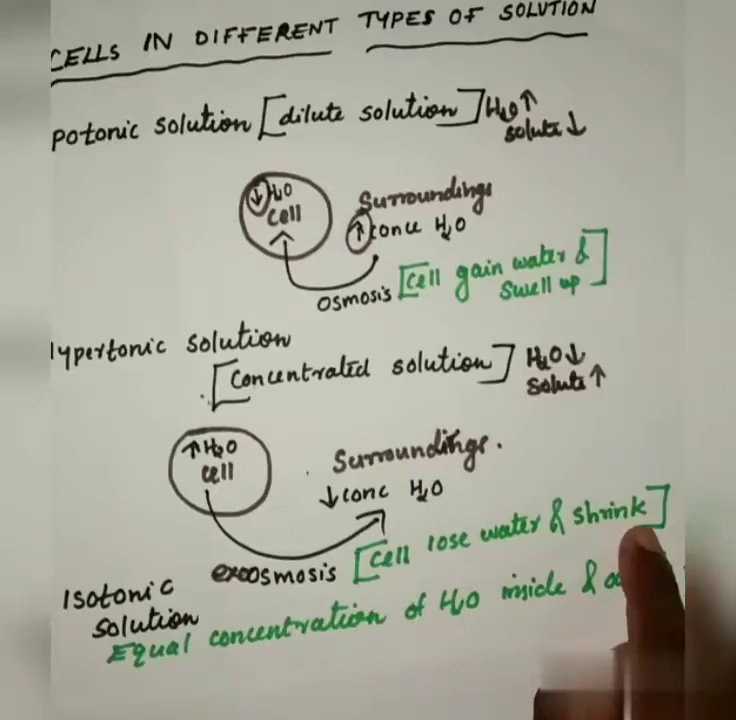 CELLS IN DIFFERENT TYPES OF SOLUTION
potonic solution [dilute solution] H₂O↑
solute↓
↓H₂O
cell
Surroundings
↑conc H₂O
osmosis [cell gain water &
swell up]
ypertonic solution
[concentrated solution] H₂O↓
Solute↑
↑H₂O
cell
Surroundings.
↓conc H₂O
exosmosis [cell lose water & shrink]
Isotonic
solution
Equal concentration of H₂O inside &